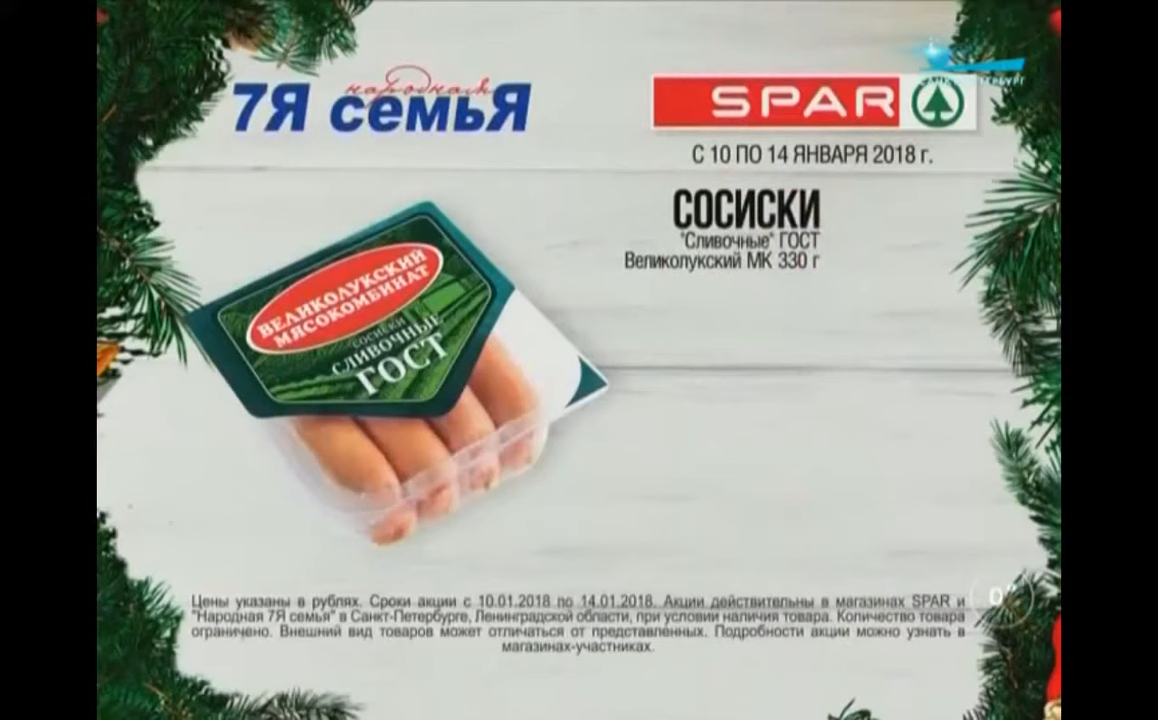 народная
7Я семьЯ
SPAR
С 10 ПО 14 ЯНВАРЯ 2018 г.
СОСИСКИ
"Сливочные" ГОСТ
Великолукский МК 330 г
ВЕЛИКОЛУКСКИЙ
МЯСОКОМБИНАТ
СОСИСКИ
СЛИВОЧНЫЕ
ГОСТ
Цены указаны в рублях. Сроки акции с 10.01.2018 по 14.01.2018. Акции действительны в магазинах SPAR и
"Народная 7Я семья" в Санкт-Петербурге, Ленинградской области, при условии наличия товара. Количество товара
ограничено. Внешний вид товаров может отличаться от представленных. Подробности акции можно узнать в
магазинах-участниках.